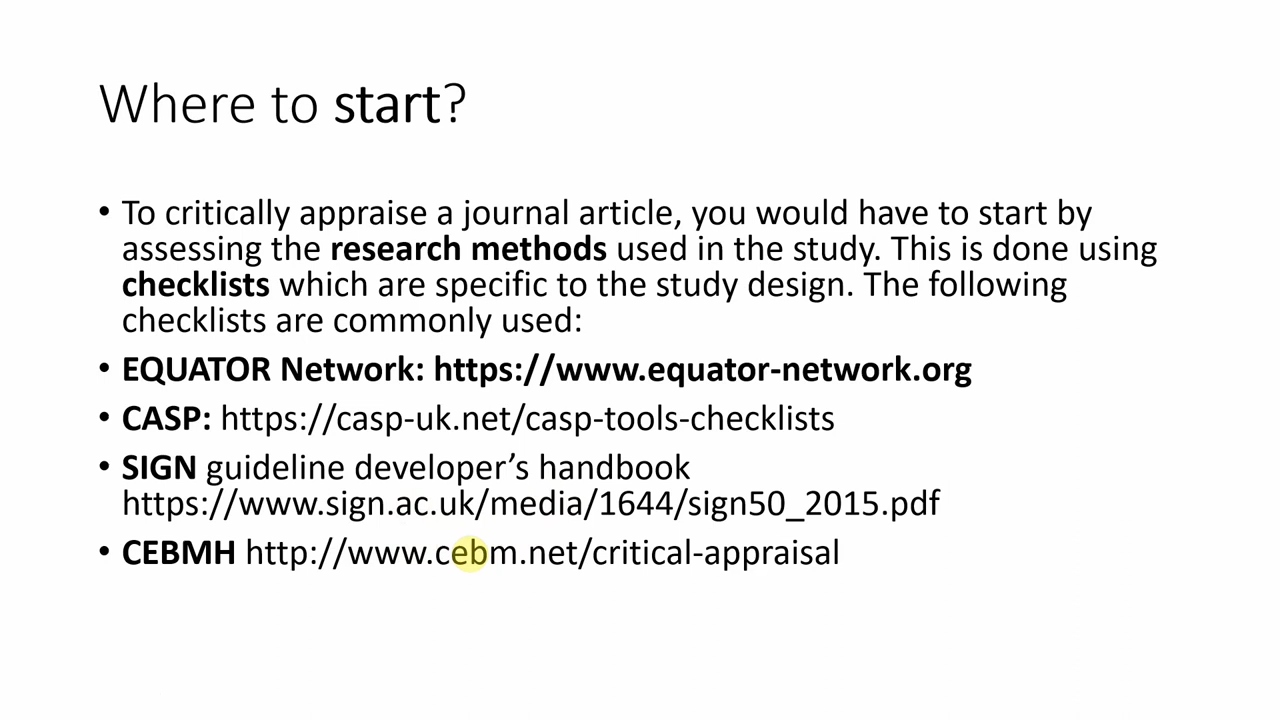 Where to start?
• To critically appraise a journal article, you would have to start by
assessing the research methods used in the study. This is done using
checklists which are specific to the study design. The following
checklists are commonly used:
• EQUATOR Network: https://www.equator-network.org
• CASP: https://casp-uk.net/casp-tools-checklists
• SIGN guideline developer’s handbook
https://www.sign.ac.uk/media/1644/sign50_2015.pdf
• CEBMH http://www.cebm.net/critical-appraisal